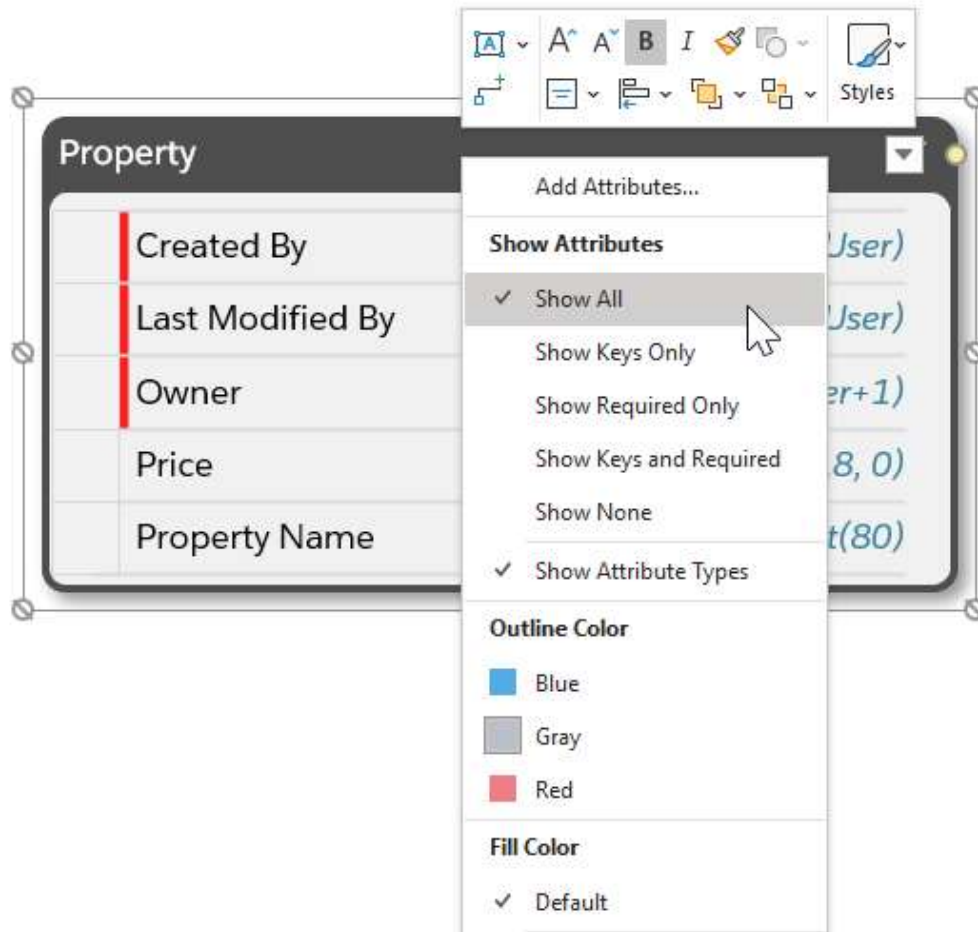 A A B I
Styles
Property
Add Attributes...
Created By User)
Show Attributes
Show All
Last Modified By User)
Show Keys Only
Owner er+1)
Show Required Only
Price 8, 0)
Show Keys and Required
Show None
Property Name t(80)
Show Attribute Types
Outline Color
Blue
Gray
Red
Fill Color
Default